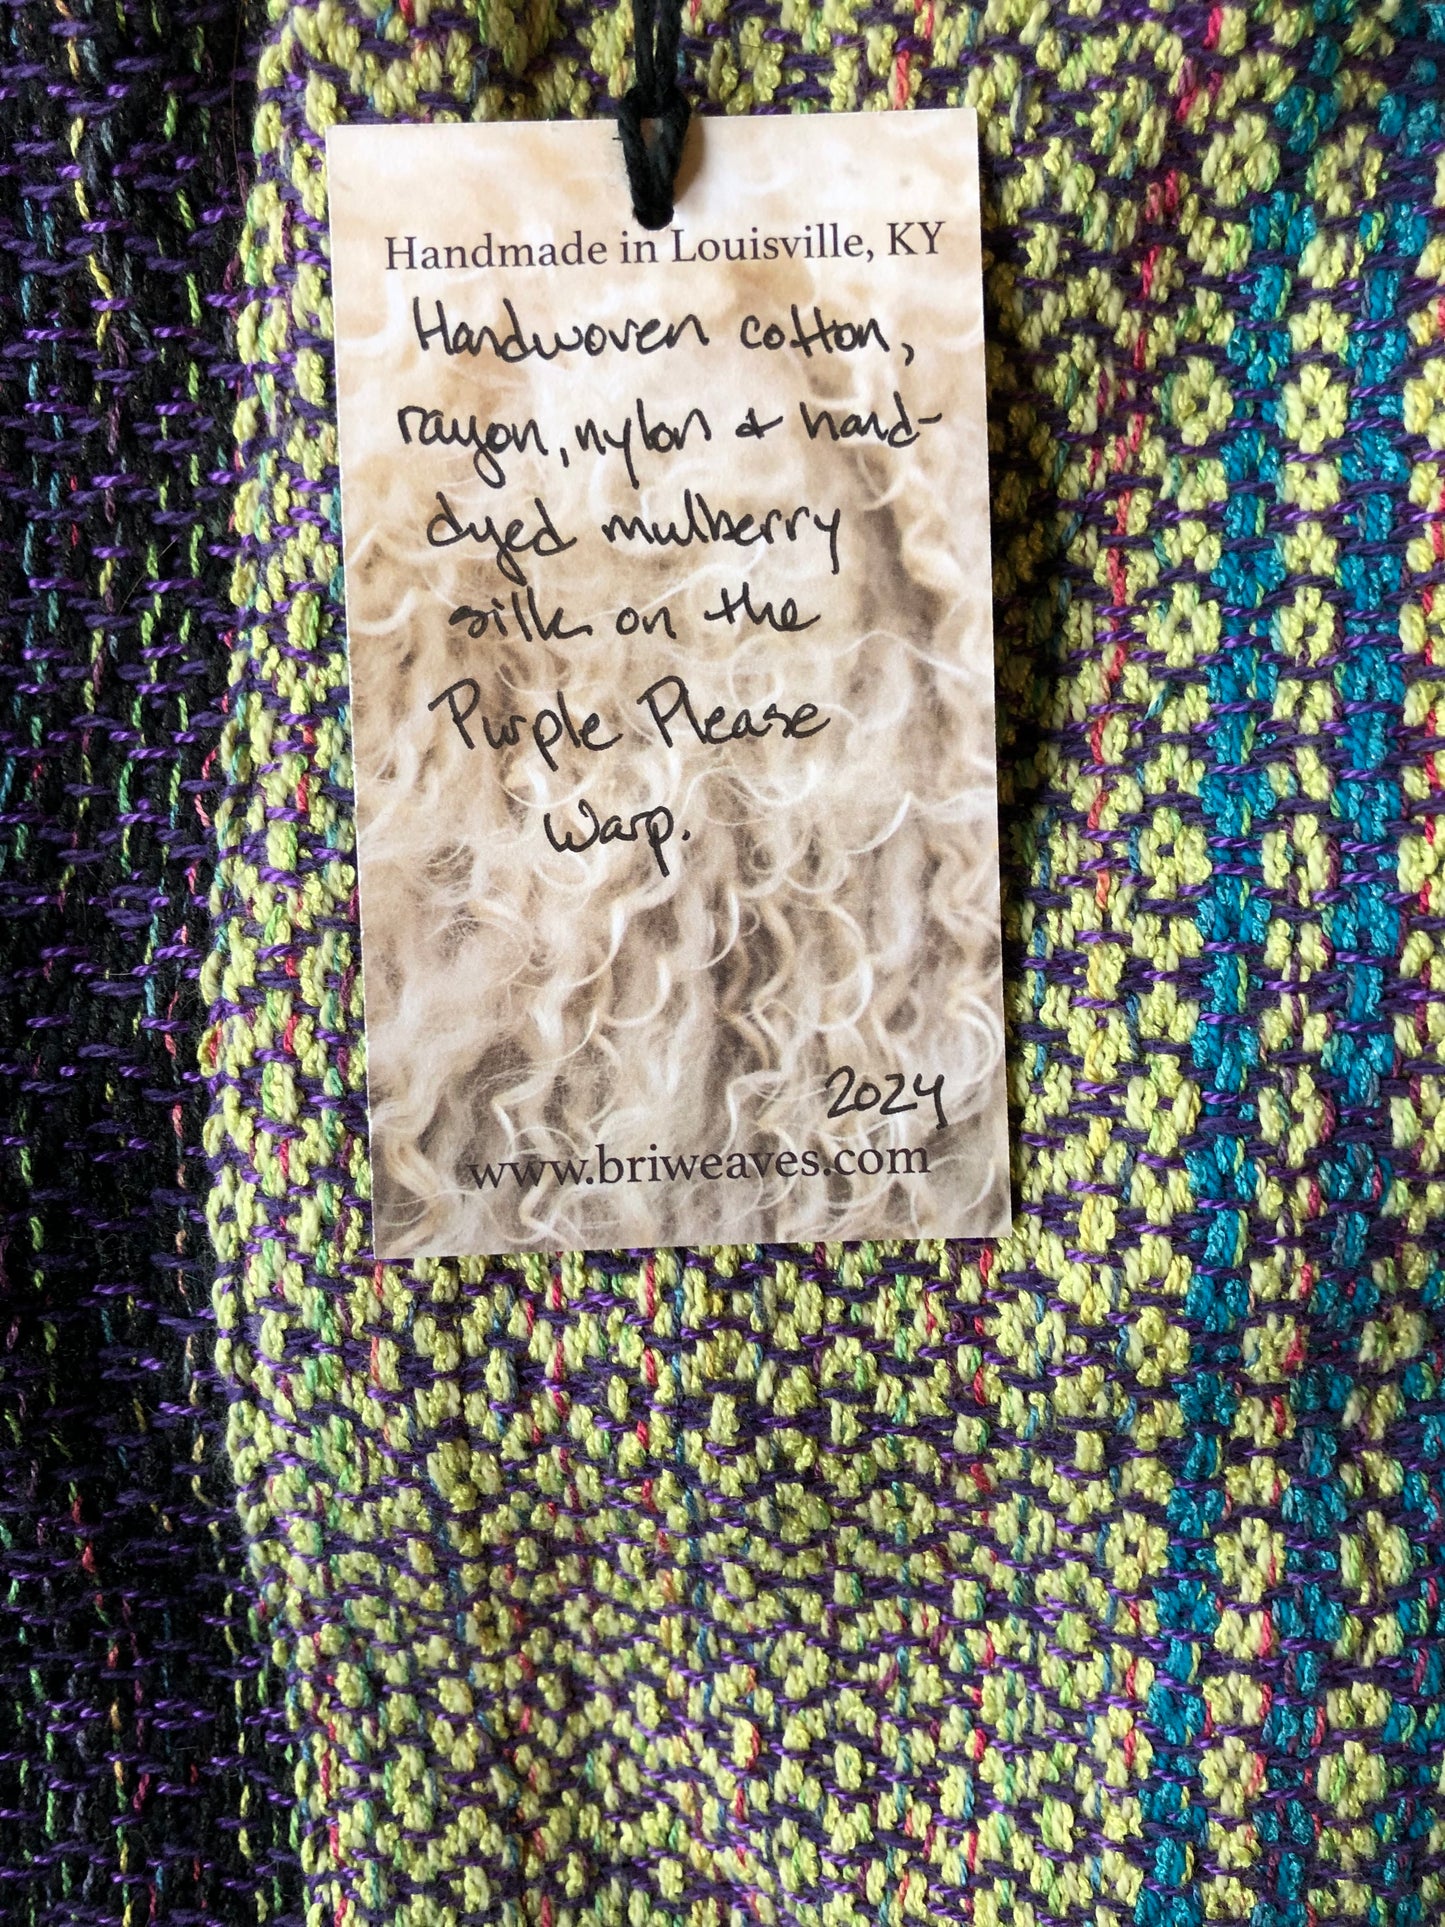 Handmade in Louisville, KY
Handwoven cotton,
rayon, nylon & hand-
dyed mulberry
silk on the
Purple Please
Warp.
2024
www.briweaves.com